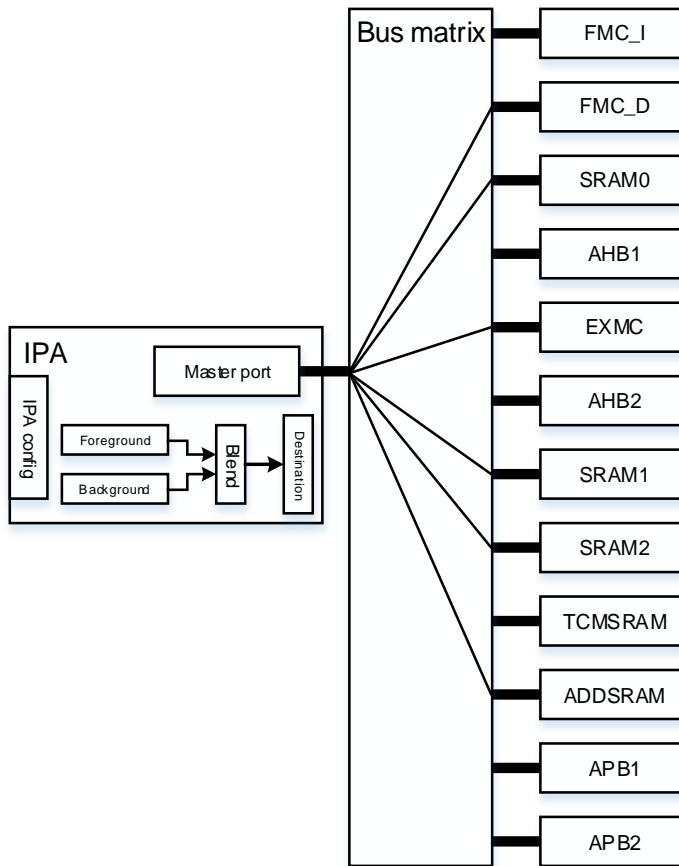 Bus matrix
FMC_I
FMC_D
SRAM0
AHB1
EXMC
AHB2
SRAM1
SRAM2
TCMSRAM
ADDSRAM
APB1
APB2
IPA
Master port
IPA config
Foreground
Background
Blend
Destination